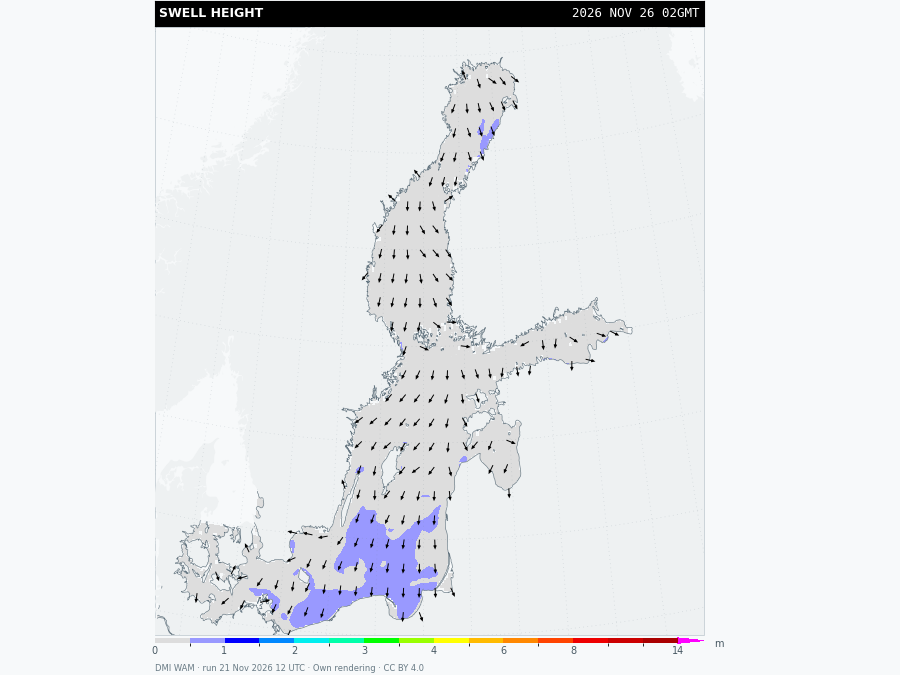 SWELL HEIGHT 2026 NOV 26 02GMT
0 1 2 3 4 6 8 14 m
DMI WAM · run 21 Nov 2026 12 UTC · Own rendering · CC BY 4.0